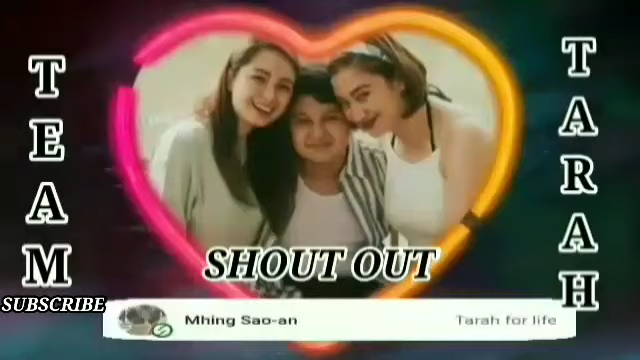 TEAM
TARAH
SHOUT OUT
SUBSCRIBE
Mhing Sao-an
Tarah for life